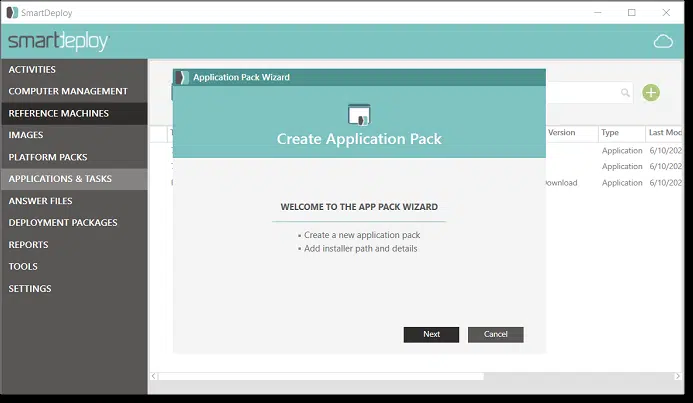 SmartDeploy
smartdeploy
ACTIVITIES
COMPUTER MANAGEMENT
REFERENCE MACHINES
IMAGES
PLATFORM PACKS
APPLICATIONS & TASKS
ANSWER FILES
DEPLOYMENT PACKAGES
REPORTS
TOOLS
SETTINGS
Application Pack Wizard
Create Application Pack
WELCOME TO THE APP PACK WIZARD
• Create a new application pack
• Add installer path and details
Next Cancel
Version Type Last Mod
Application 6/10/202
Application 6/10/202
Download Application 6/10/202